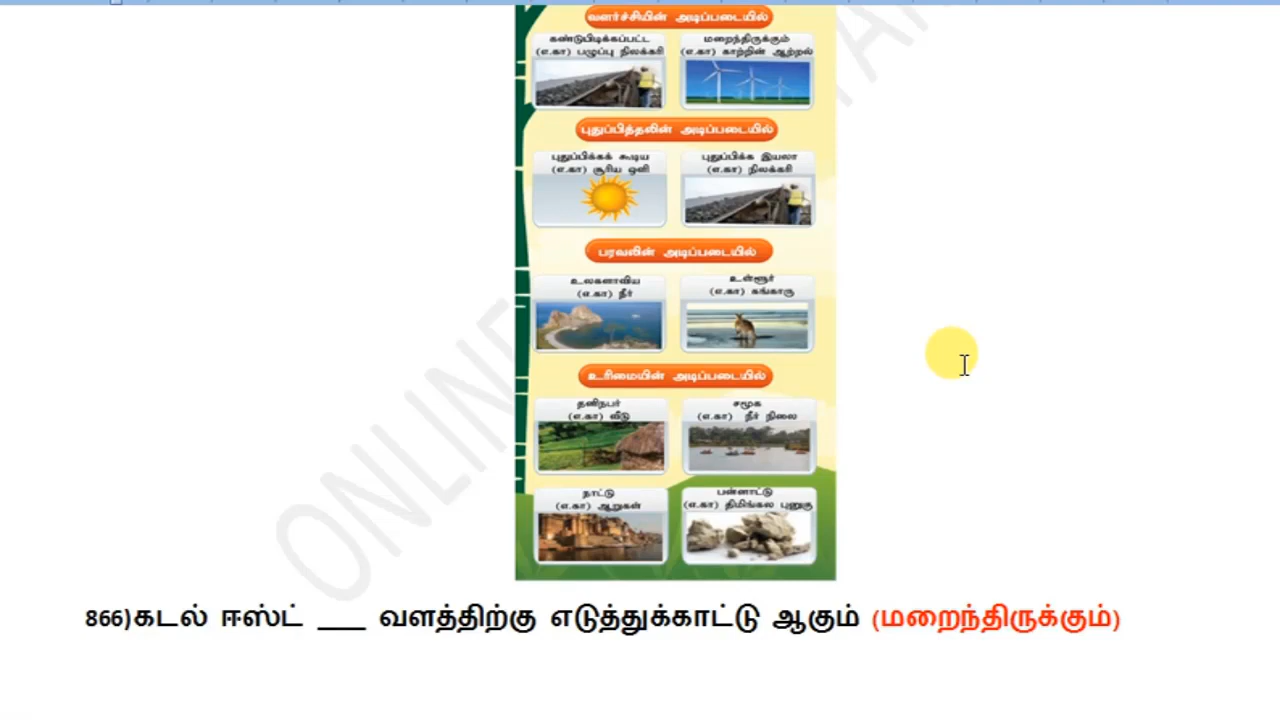 வளர்ச்சியின் அடிப்படையில்
கண்டுபிடிக்கப்பட்ட
(எ.கா) பழுப்பு நிலக்கரி
மறைந்திருக்கும்
(எ.கா) காற்றின் ஆற்றல்
புதுப்பித்தலின் அடிப்படையில்
புதுப்பிக்கக் கூடிய
(எ.கா) சூரிய ஒளி
புதுப்பிக்க இயலா
(எ.கா) நிலக்கரி
பரவலின் அடிப்படையில்
உலகளாவிய
(எ.கா) நீர்
உள்ளூர்
(எ.கா) கங்காரு
உரிமையின் அடிப்படையில்
தனிநபர்
(எ.கா) வீடு
சமூக
(எ.கா) நீர் நிலை
நாட்டு
(எ.கா) ஆறுகள்
பன்னாட்டு
(எ.கா) திமிங்கல புனுகு
ONLINE
866)கடல் ஈஸ்ட் ___ வளத்திற்கு எடுத்துக்காட்டு ஆகும் (மறைந்திருக்கும்)